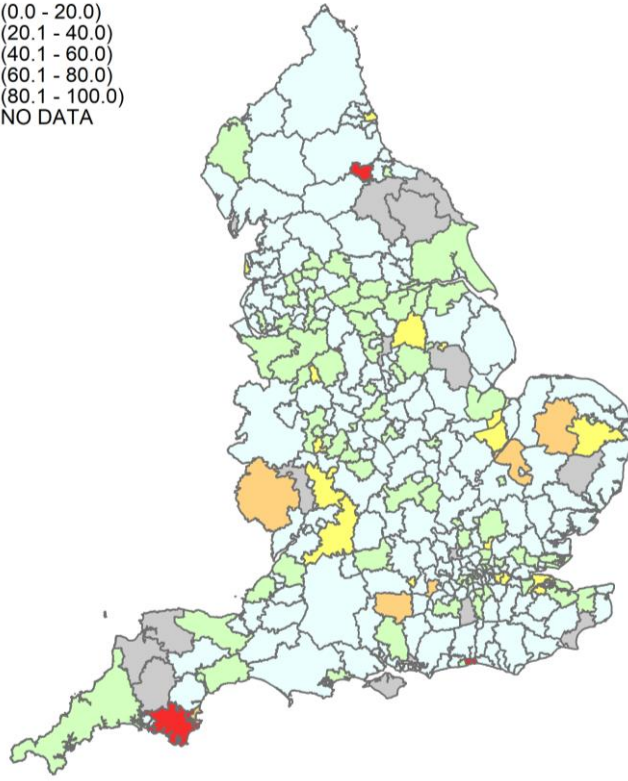 (0.0 - 20.0)
(20.1 - 40.0)
(40.1 - 60.0)
(60.1 - 80.0)
(80.1 - 100.0)
NO DATA